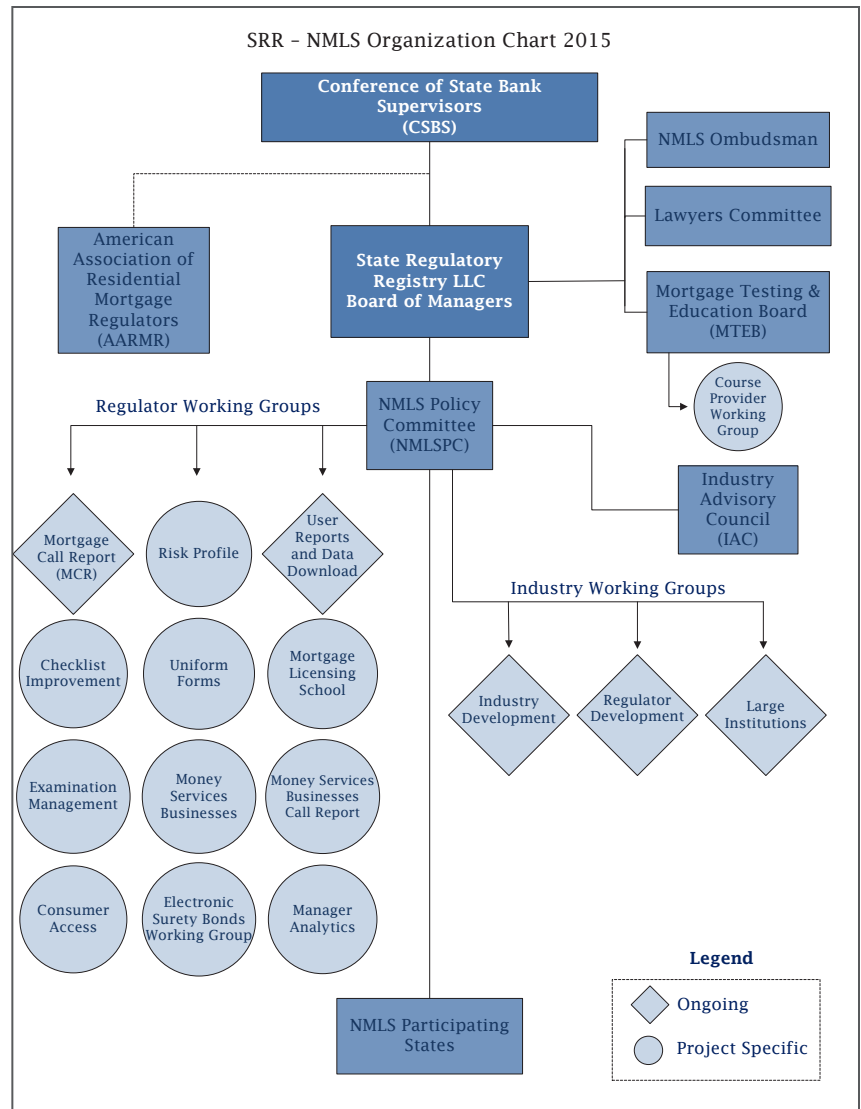 SRR – NMLS Organization Chart 2015
Conference of State Bank
Supervisors
(CSBS)
NMLS Ombudsman
Lawyers Committee
American
Association of
Residential
Mortgage
Regulators
(AARMR)
State Regulatory
Registry LLC
Board of Managers
Mortgage Testing &
Education Board
(MTEB)
Course
Provider
Working
Group
Regulator Working Groups
NMLS Policy
Committee
(NMLSPC)
Industry
Advisory
Council
(IAC)
Mortgage
Call Report
(MCR)
Risk Profile
User
Reports
and Data
Download
Industry Working Groups
Checklist
Improvement
Uniform
Forms
Mortgage
Licensing
School
Industry
Development
Regulator
Development
Large
Institutions
Examination
Management
Money
Services
Businesses
Money Services
Businesses
Call Report
Consumer
Access
Electronic
Surety Bonds
Working Group
Manager
Analytics
Legend
Ongoing
Project Specific
NMLS Participating
States